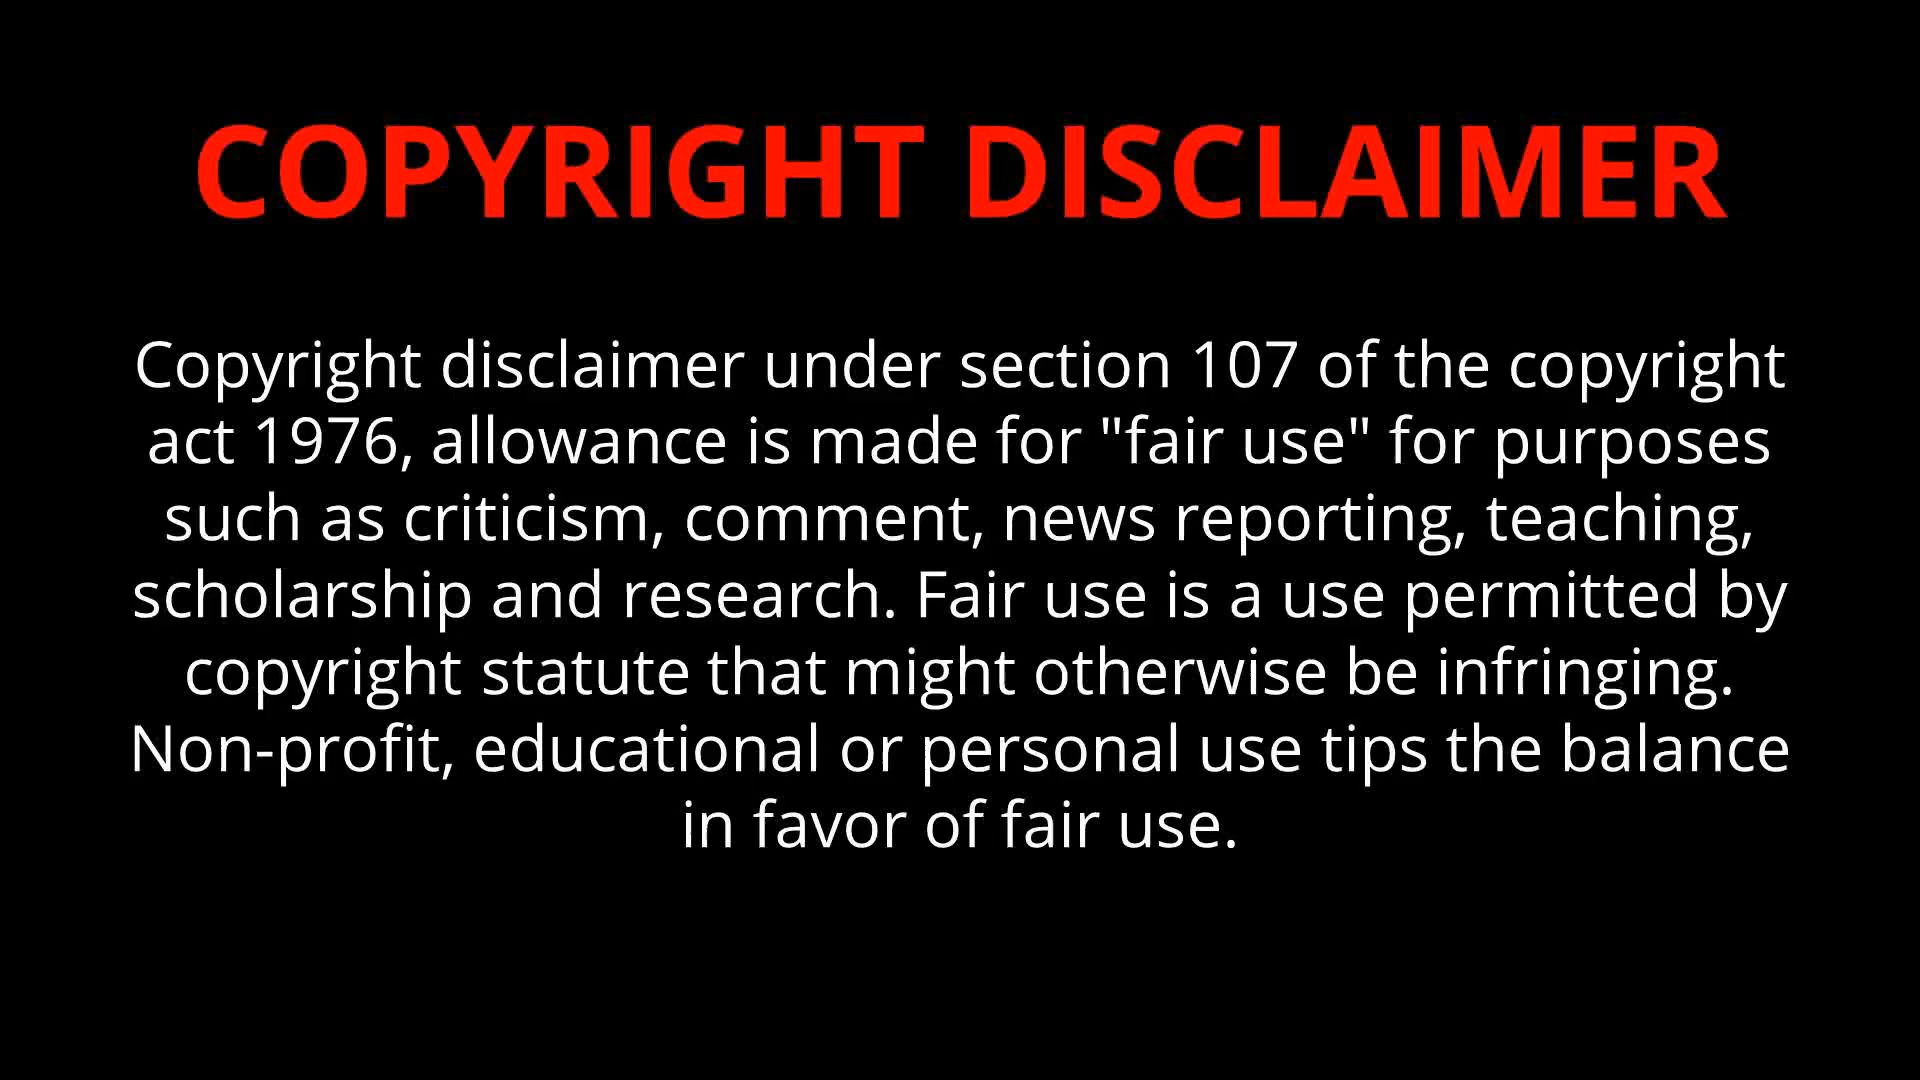 COPYRIGHT DISCLAIMER
Copyright disclaimer under section 107 of the copyright
act 1976, allowance is made for "fair use" for purposes
such as criticism, comment, news reporting, teaching,
scholarship and research. Fair use is a use permitted by
copyright statute that might otherwise be infringing.
Non-profit, educational or personal use tips the balance
in favor of fair use.